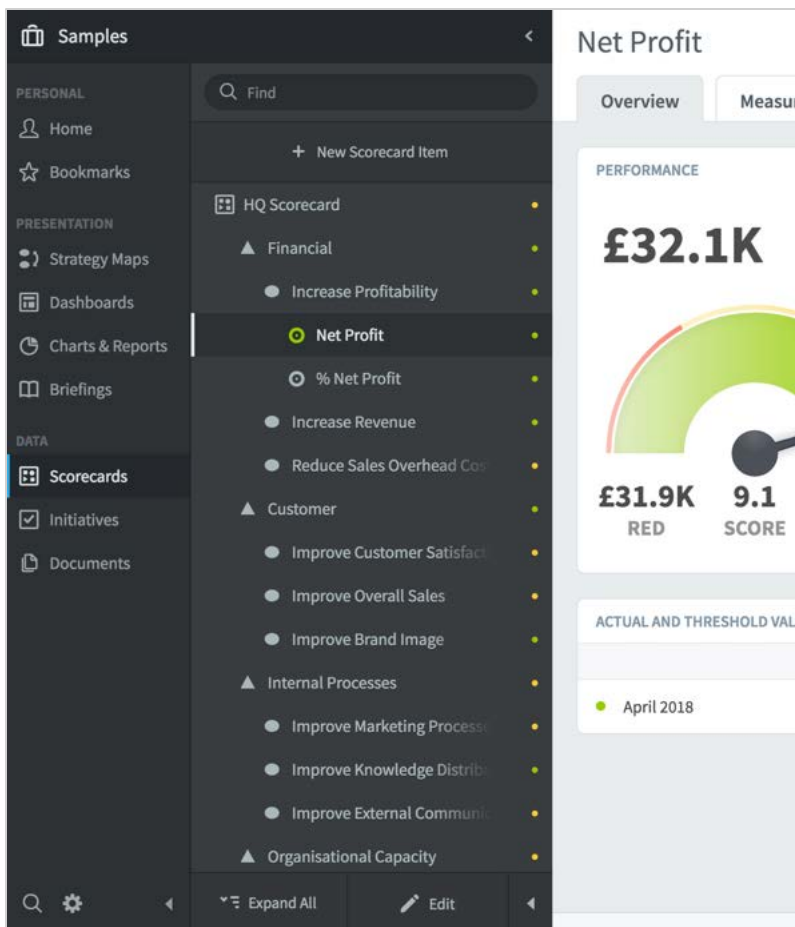 Samples
PERSONAL
Home
Bookmarks
PRESENTATION
Strategy Maps
Dashboards
Charts & Reports
Briefings
DATA
Scorecards
Initiatives
Documents
Find
+ New Scorecard Item
HQ Scorecard
Financial
Increase Profitability
Net Profit
% Net Profit
Increase Revenue
Reduce Sales Overhead Cos
Customer
Improve Customer Satisfact
Improve Overall Sales
Improve Brand Image
Internal Processes
Improve Marketing Process
Improve Knowledge Distrib
Improve External Communic
Organisational Capacity
Expand All
Edit
Net Profit
Overview
Measu
PERFORMANCE
£32.1K
£31.9K 9.1
RED SCORE
ACTUAL AND THRESHOLD VAL
April 2018